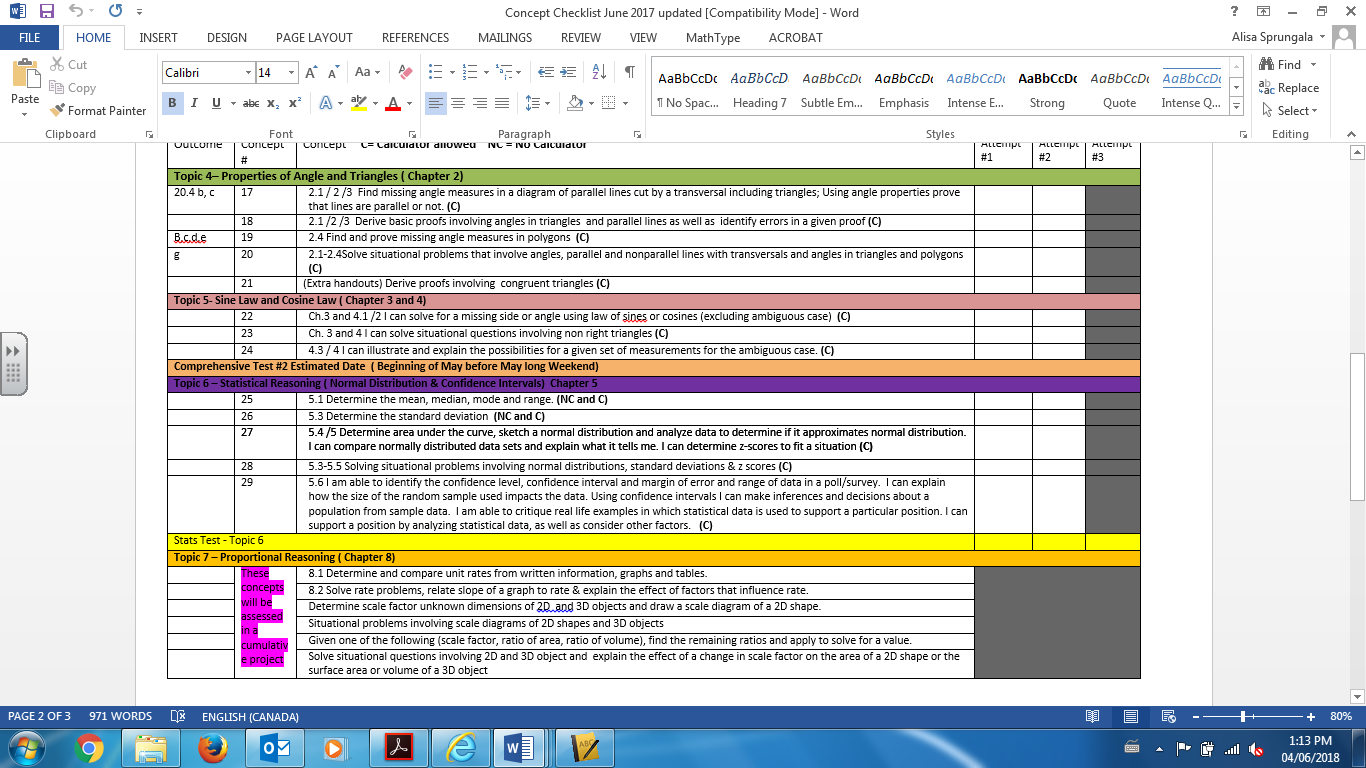 Concept Checklist June 2017 updated [Compatibility Mode] - Word
FILE HOME INSERT DESIGN PAGE LAYOUT REFERENCES MAILINGS REVIEW VIEW MathType ACROBAT Alisa Sprungala
Cut
Copy
Format Painter
Paste
Calibri 14
Find
Replace
Select
AaBbCcDc AaBbCcD AaBbCcDc AaBbCcDc AaBbCcDc AaBbCcDc AaBbCcDc AaBbCcDc
¶ No Spac... Heading 7 Subtle Em... Emphasis Intense E... Strong Quote Intense Q...
Clipboard Font Paragraph Styles Editing
Outcome Concept Concept C= Calculator allowed NC = No Calculator Attempt Attempt Attempt
# #1 #2 #3
Topic 4– Properties of Angle and Triangles ( Chapter 2)
20.4 b, c 17 2.1 / 2 /3 Find missing angle measures in a diagram of parallel lines cut by a transversal including triangles; Using angle properties prove
that lines are parallel or not. (C)
18 2.1 /2 /3 Derive basic proofs involving angles in triangles and parallel lines as well as identify errors in a given proof (C)
B,c,d,e 19 2.4 Find and prove missing angle measures in polygons (C)
g 20 2.1-2.4Solve situational problems that involve angles, parallel and nonparallel lines with transversals and angles in triangles and polygons
(C)
21 (Extra handouts) Derive proofs involving congruent triangles (C)
Topic 5- Sine Law and Cosine Law ( Chapter 3 and 4)
22 Ch.3 and 4.1 /2 I can solve for a missing side or angle using law of sines or cosines (excluding ambiguous case) (C)
23 Ch. 3 and 4 I can solve situational questions involving non right triangles (C)
24 4.3 / 4 I can illustrate and explain the possibilities for a given set of measurements for the ambiguous case. (C)
Comprehensive Test #2 Estimated Date ( Beginning of May before May long Weekend)
Topic 6 – Statistical Reasoning ( Normal Distribution & Confidence Intervals) Chapter 5
25 5.1 Determine the mean, median, mode and range. (NC and C)
26 5.3 Determine the standard deviation (NC and C)
27 5.4 /5 Determine area under the curve, sketch a normal distribution and analyze data to determine if it approximates normal distribution.
I can compare normally distributed data sets and explain what it tells me. I can determine z-scores to fit a situation (C)
28 5.3-5.5 Solving situational problems involving normal distributions, standard deviations & z scores (C)
29 5.6 I am able to identify the confidence level, confidence interval and margin of error and range of data in a poll/survey. I can explain
how the size of the random sample used impacts the data. Using confidence intervals I can make inferences and decisions about a
population from sample data. I am able to critique real life examples in which statistical data is used to support a particular position. I can
support a position by analyzing statistical data, as well as consider other factors. (C)
Stats Test - Topic 6
Topic 7 – Proportional Reasoning ( Chapter 8)
These 8.1 Determine and compare unit rates from written information, graphs and tables.
concepts 8.2 Solve rate problems, relate slope of a graph to rate & explain the effect of factors that influence rate.
will be Determine scale factor unknown dimensions of 2D and 3D objects and draw a scale diagram of a 2D shape.
assessed Situational problems involving scale diagrams of 2D shapes and 3D objects
in a Given one of the following (scale factor, ratio of area, ratio of volume), find the remaining ratios and apply to solve for a value.
cumulativ Solve situational questions involving 2D and 3D object and explain the effect of a change in scale factor on the area of a 2D shape or the
e project surface area or volume of a 3D object
PAGE 2 OF 3 971 WORDS ENGLISH (CANADA) 80%
1:13 PM
04/06/2018